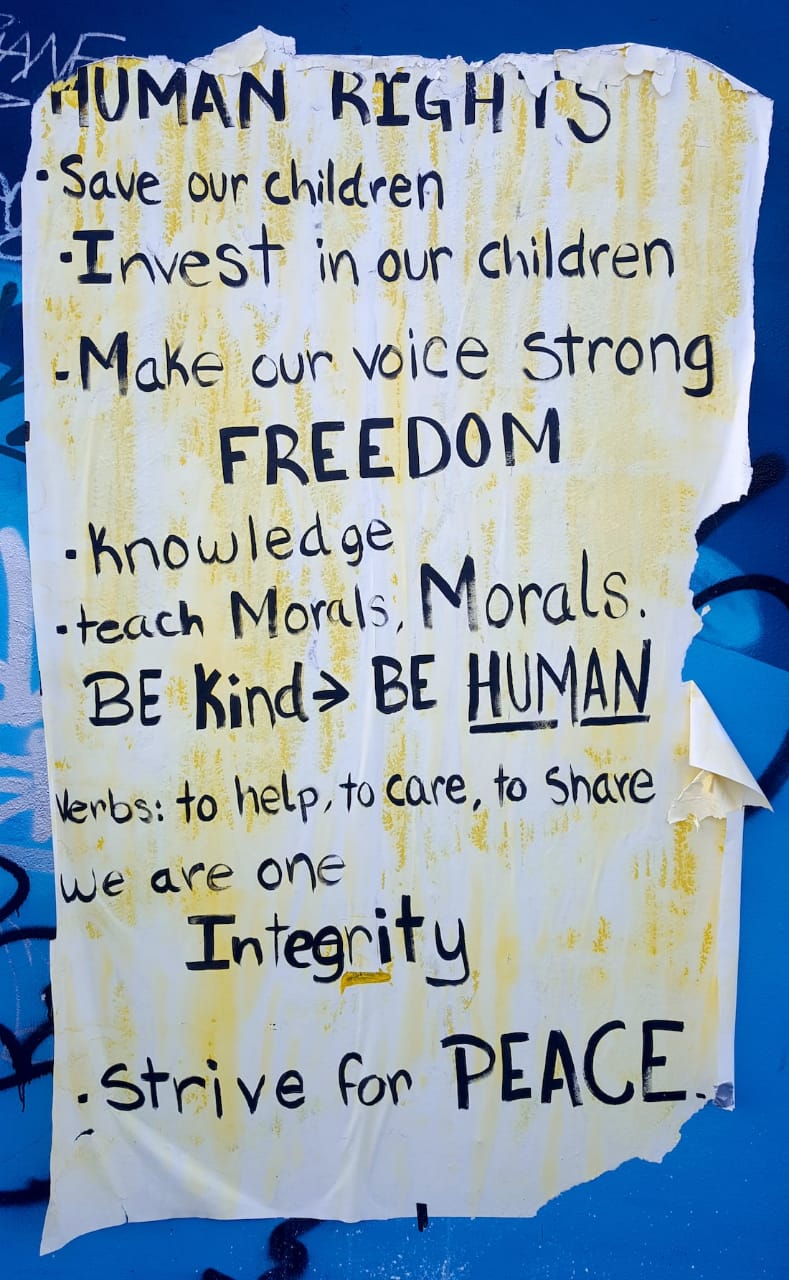 HUMAN RIGHTS
·Save our children
·Invest in our children
-Make our voice strong
FREEDOM
·Knowledge
·teach Morals, Morals.
BE Kind→ BE HUMAN
Verbs: to help, to care, to share
we are one
Integrity
·Strive for PEACE.